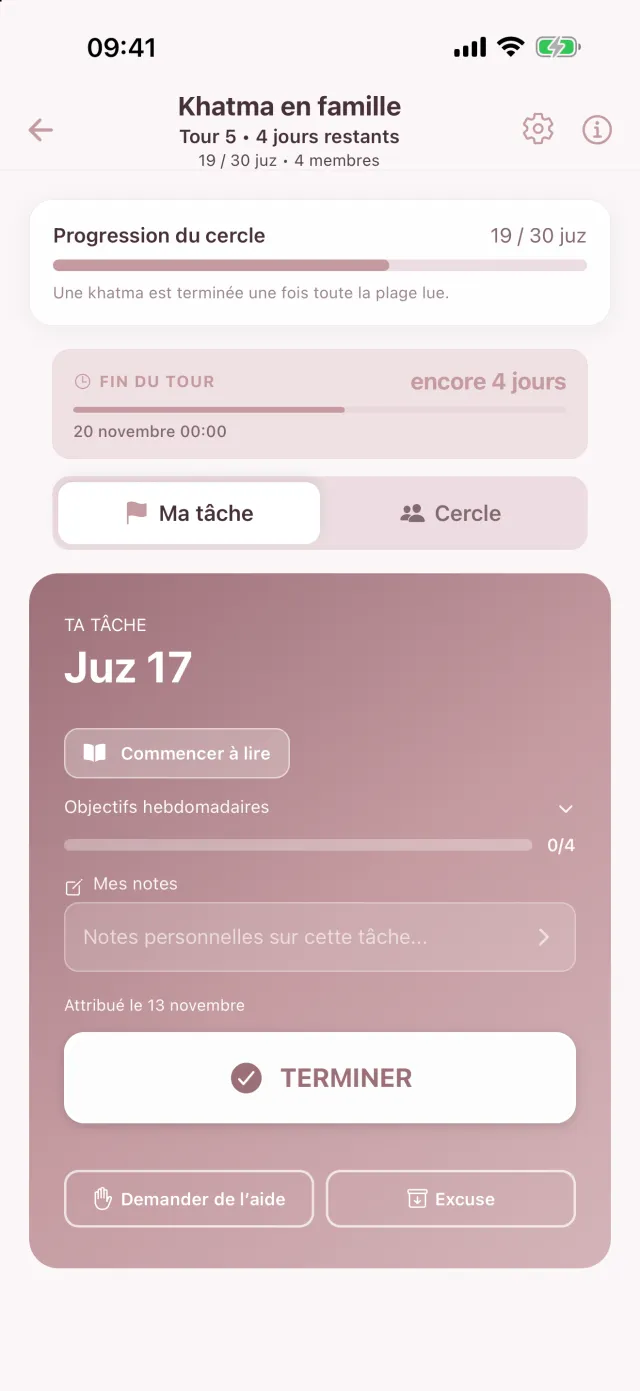 09:41
Khatma en famille
Tour 5 • 4 jours restants
19 / 30 juz • 4 membres
Progression du cercle
19 / 30 juz
Une khatma est terminée une fois toute la plage lue.
FIN DU TOUR
encore 4 jours
20 novembre 00:00
Ma tâche
Cercle
TA TÂCHE
Juz 17
Commencer à lire
Objectifs hebdomadaires
0/4
Mes notes
Notes personnelles sur cette tâche...
Attribué le 13 novembre
TERMINER
Demander de l’aide
Excuse